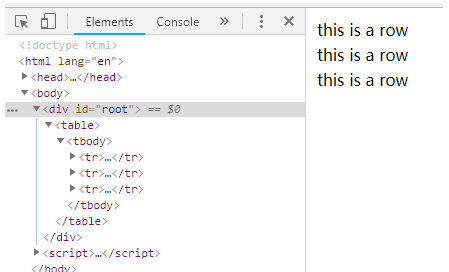 Elements Console »
<!doctype html>
<html lang="en">
<head>…</head>
<body>
… <div id="root"> == $0
<table>
<tbody>
<tr>…</tr>
<tr>…</tr>
<tr>…</tr>
</tbody>
</table>
</div>
<script>…</script>
</body>
this is a row
this is a row
this is a row